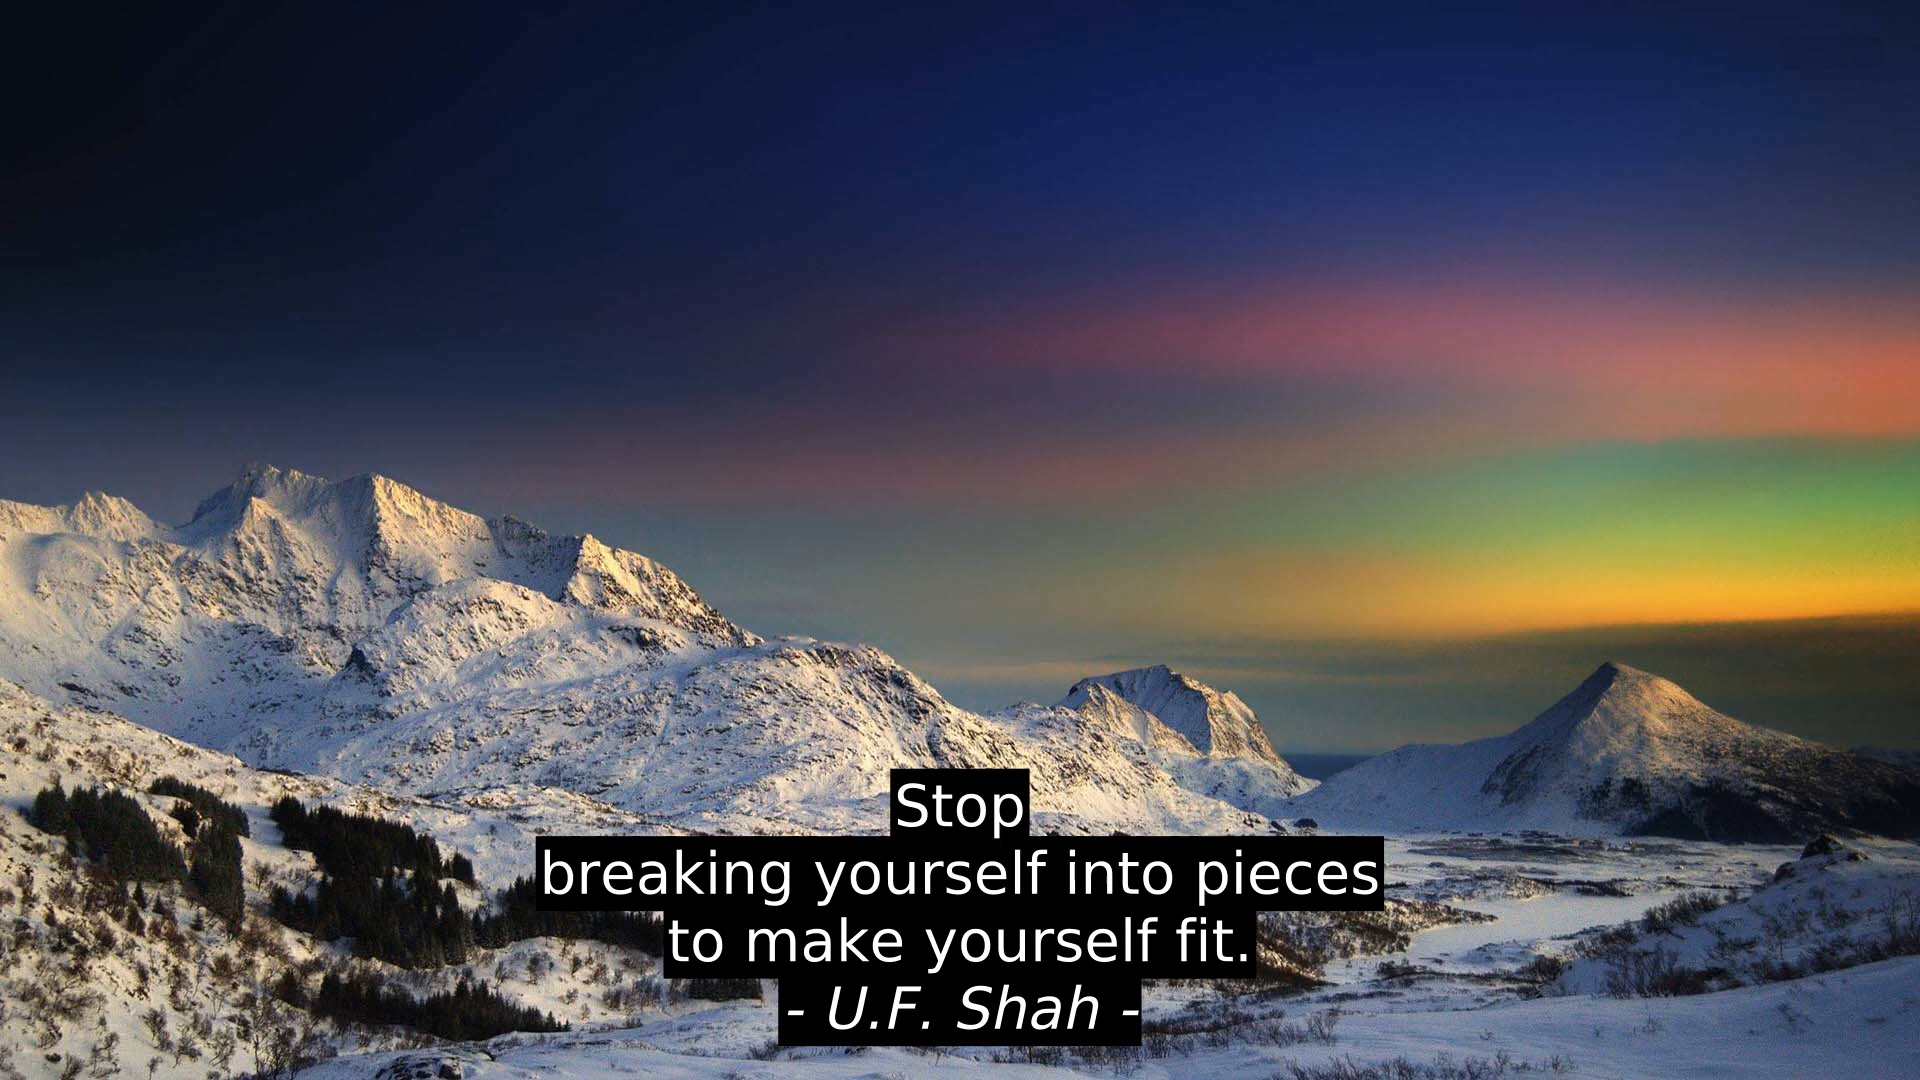 Stop
breaking yourself into pieces
to make yourself fit.
- U.F. Shah -